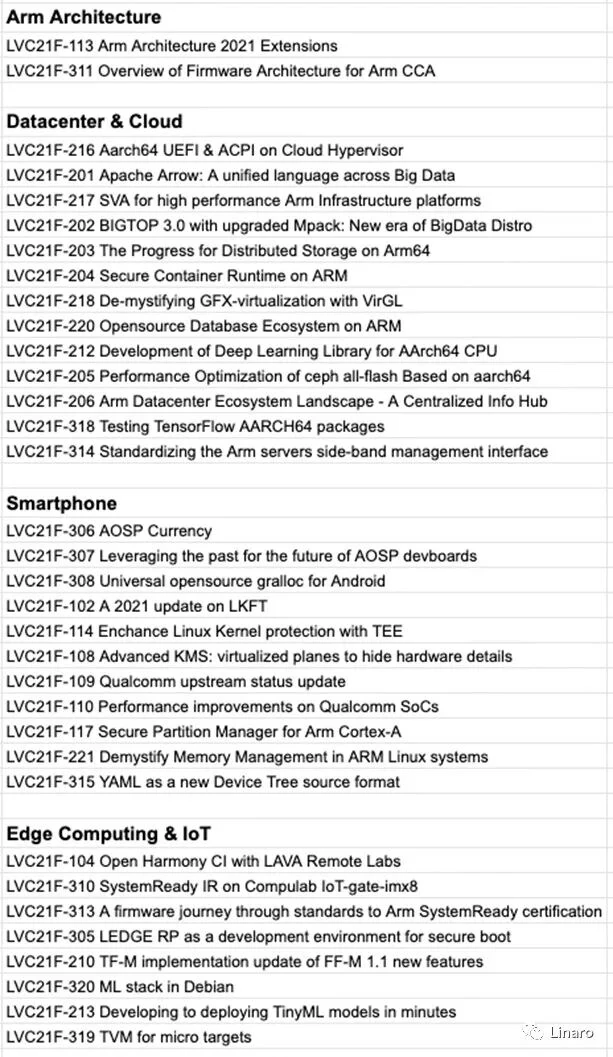 Arm Architecture
LVC21F-113 Arm Architecture 2021 Extensions
LVC21F-311 Overview of Firmware Architecture for Arm CCA
Datacenter & Cloud
LVC21F-216 Aarch64 UEFI & ACPI on Cloud Hypervisor
LVC21F-201 Apache Arrow: A unified language across Big Data
LVC21F-217 SVA for high performance Arm Infrastructure platforms
LVC21F-202 BIGTOP 3.0 with upgraded Mpack: New era of BigData Distro
LVC21F-203 The Progress for Distributed Storage on Arm64
LVC21F-204 Secure Container Runtime on ARM
LVC21F-218 De-mystifying GFX-virtualization with VirGL
LVC21F-220 Opensource Database Ecosystem on ARM
LVC21F-212 Development of Deep Learning Library for AArch64 CPU
LVC21F-205 Performance Optimization of ceph all-flash Based on aarch64
LVC21F-206 Arm Datacenter Ecosystem Landscape - A Centralized Info Hub
LVC21F-318 Testing TensorFlow AARCH64 packages
LVC21F-314 Standardizing the Arm servers side-band management interface
Smartphone
LVC21F-306 AOSP Currency
LVC21F-307 Leveraging the past for the future of AOSP devboards
LVC21F-308 Universal opensource gralloc for Android
LVC21F-102 A 2021 update on LKFT
LVC21F-114 Enchance Linux Kernel protection with TEE
LVC21F-108 Advanced KMS: virtualized planes to hide hardware details
LVC21F-109 Qualcomm upstream status update
LVC21F-110 Performance improvements on Qualcomm SoCs
LVC21F-117 Secure Partition Manager for Arm Cortex-A
LVC21F-221 Demystify Memory Management in ARM Linux systems
LVC21F-315 YAML as a new Device Tree source format
Edge Computing & IoT
LVC21F-104 Open Harmony CI with LAVA Remote Labs
LVC21F-310 SystemReady IR on Compulab IoT-gate-imx8
LVC21F-313 A firmware journey through standards to Arm SystemReady certification
LVC21F-305 LEDGE RP as a development environment for secure boot
LVC21F-210 TF-M implementation update of FF-M 1.1 new features
LVC21F-320 ML stack in Debian
LVC21F-213 Developing to deploying TinyML models in minutes
LVC21F-319 TVM for micro targets
Linaro